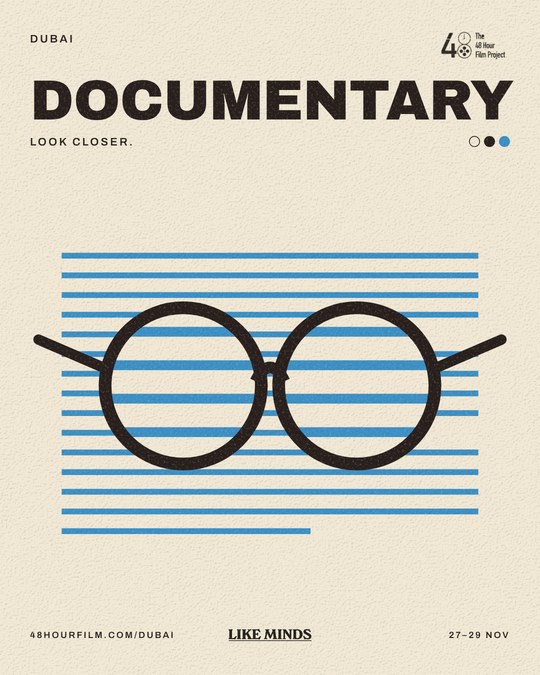 DUBAI
48 The
48 Hour
Film Project
DOCUMENTARY
LOOK CLOSER.
48HOURFILM.COM/DUBAI
LIKE MINDS
27–29 NOV